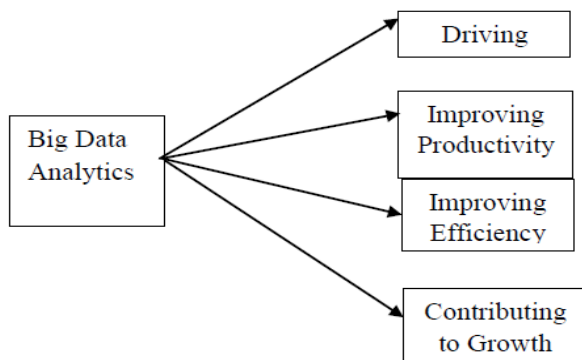 Driving
Big Data
Analytics
Improving
Productivity
Improving
Efficiency
Contributing
to Growth